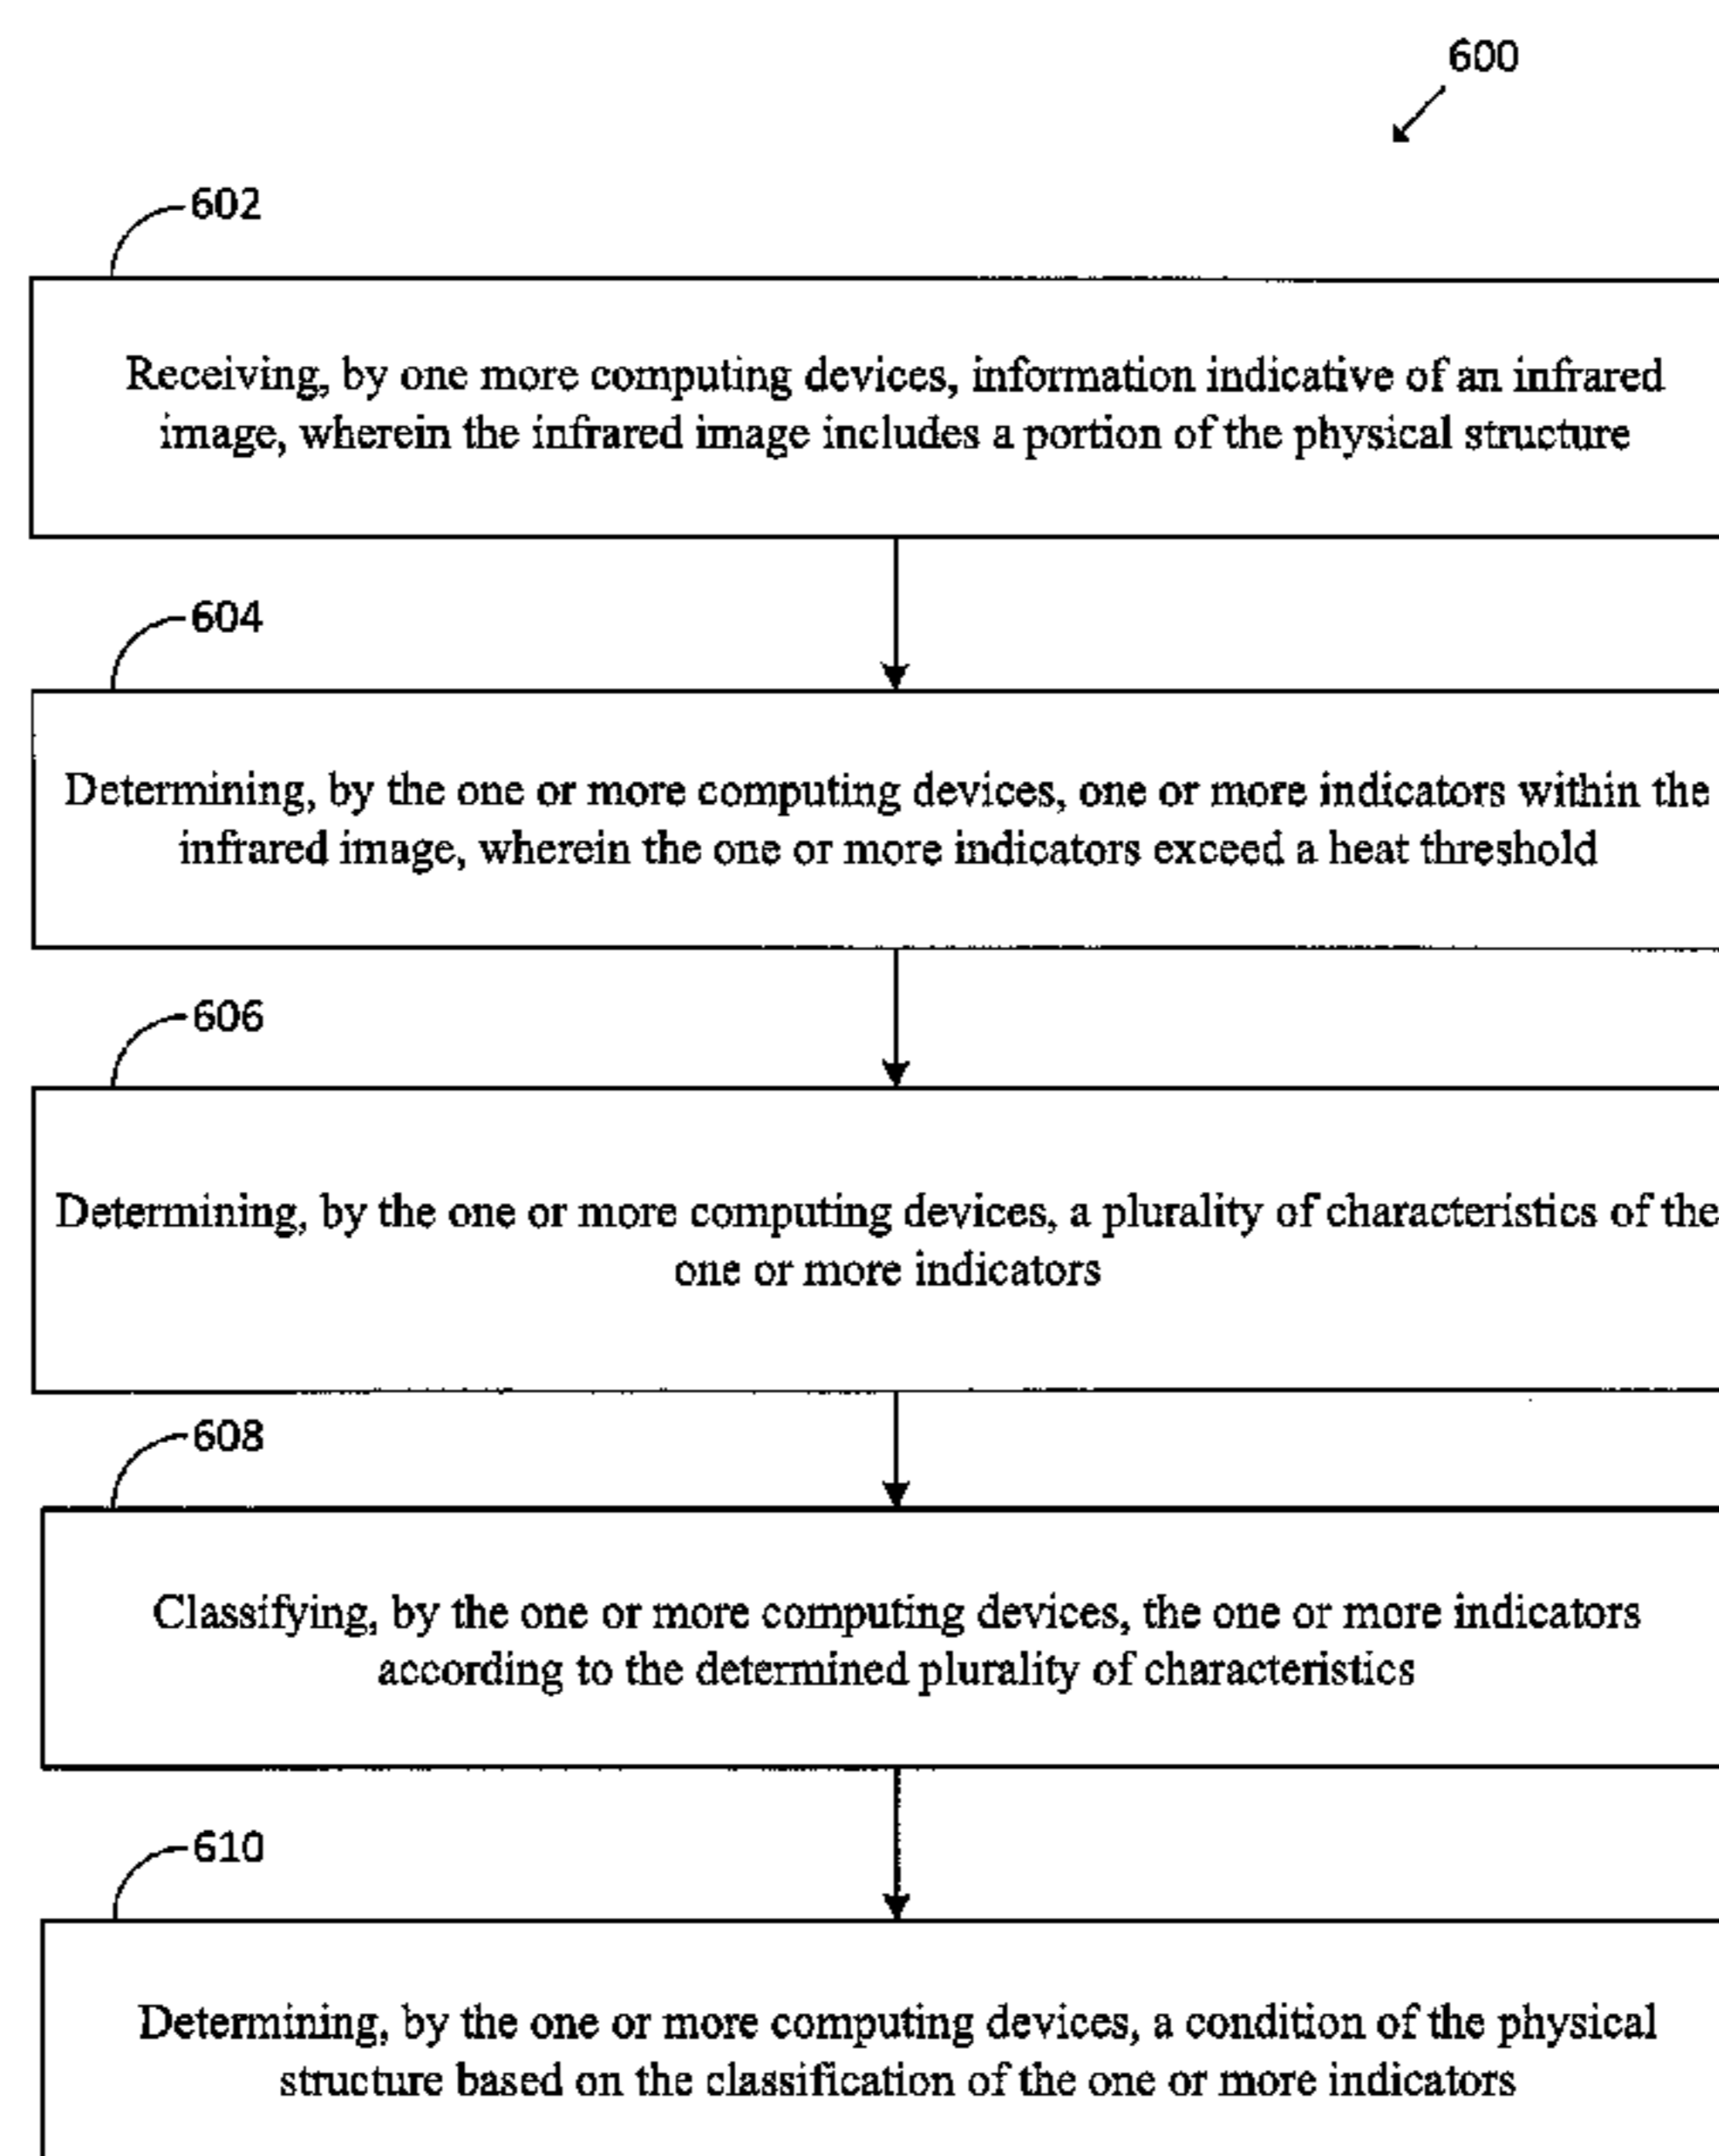 600
602
Receiving, by one more computing devices, information indicative of an infrared
image, wherein the infrared image includes a portion of the physical structure
604
Determining, by the one or more computing devices, one or more indicators within the
infrared image, wherein the one or more indicators exceed a heat threshold
606
Determining, by the one or more computing devices, a plurality of characteristics of the
one or more indicators
608
Classifying, by the one or more computing devices, the one or more indicators
according to the determined plurality of characteristics
610
Determining, by the one or more computing devices, a condition of the physical
structure based on the classification of the one or more indicators